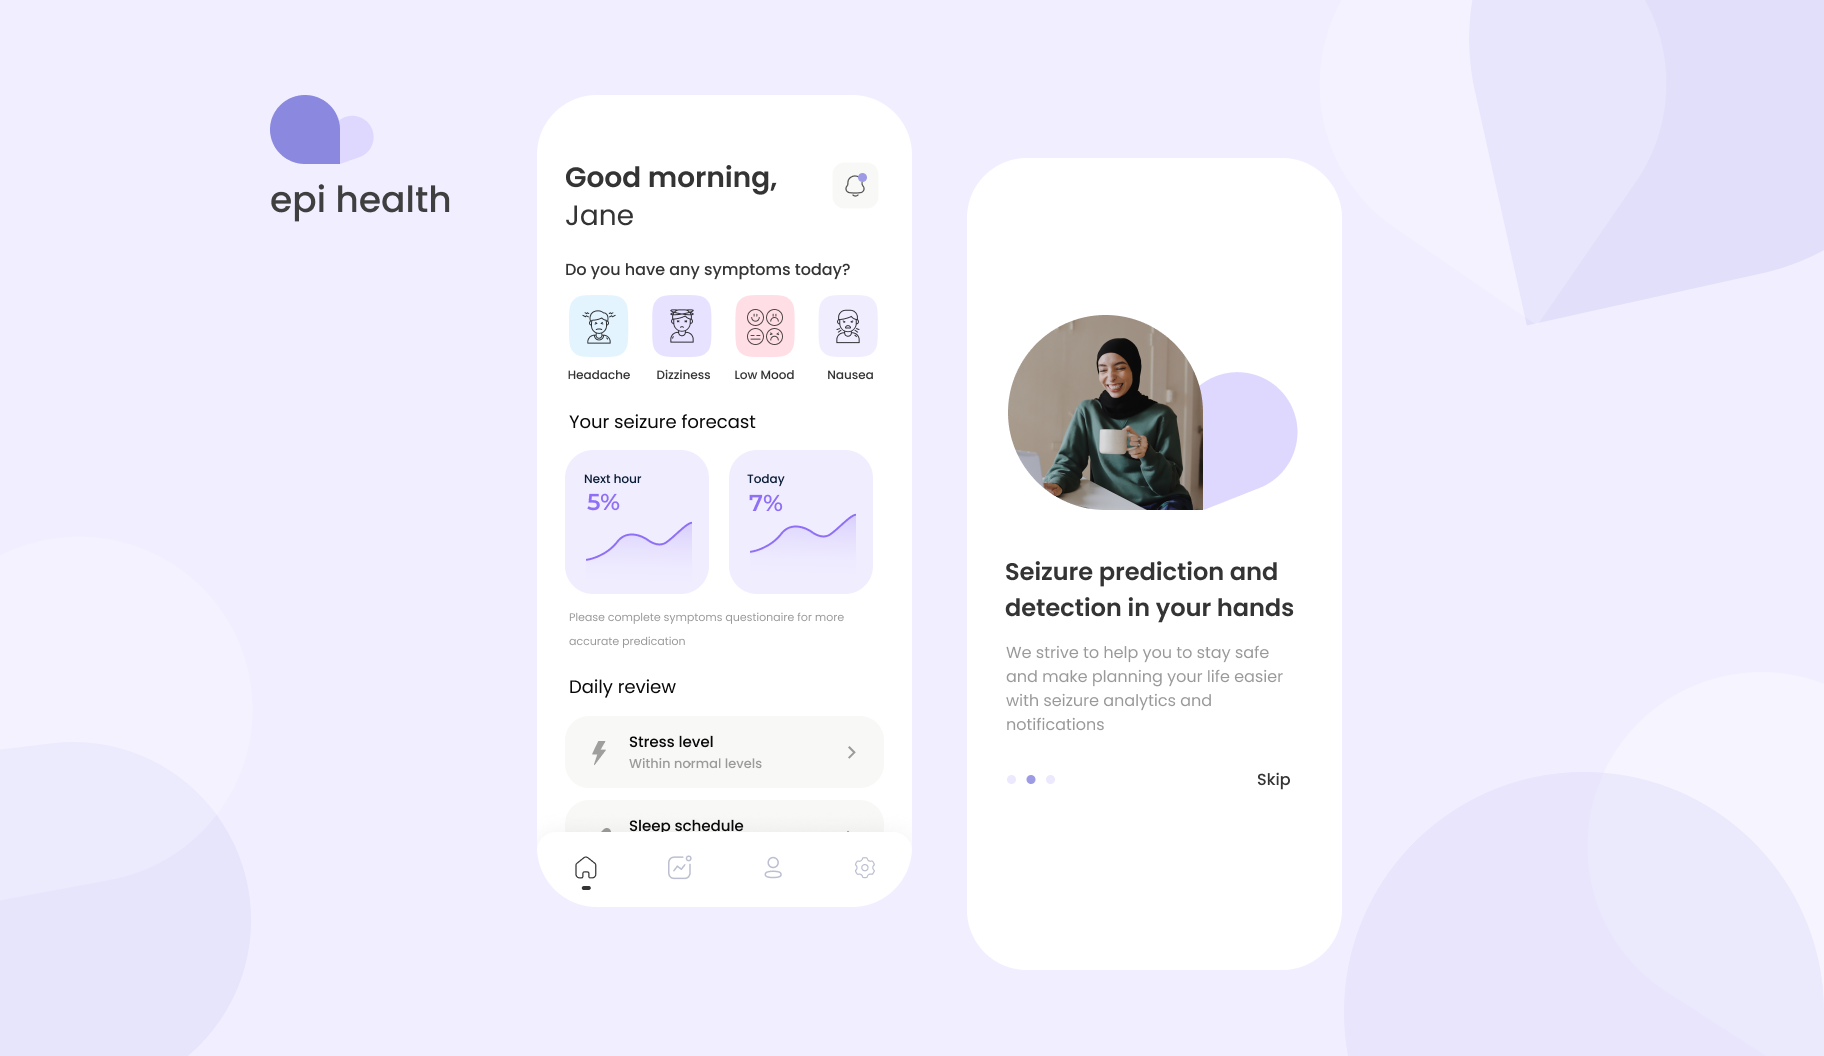 epi health
Good morning,
Jane
Do you have any symptoms today?
Headache
Dizziness
Low Mood
Nausea
Your seizure forecast
Next hour
5%
Today
7%
Please complete symptoms questionaire for more
accurate predication
Daily review
Stress level
Within normal levels
Sleep schedule
Seizure prediction and
detection in your hands
We strive to help you to stay safe
and make planning your life easier
with seizure analytics and
notifications
Skip